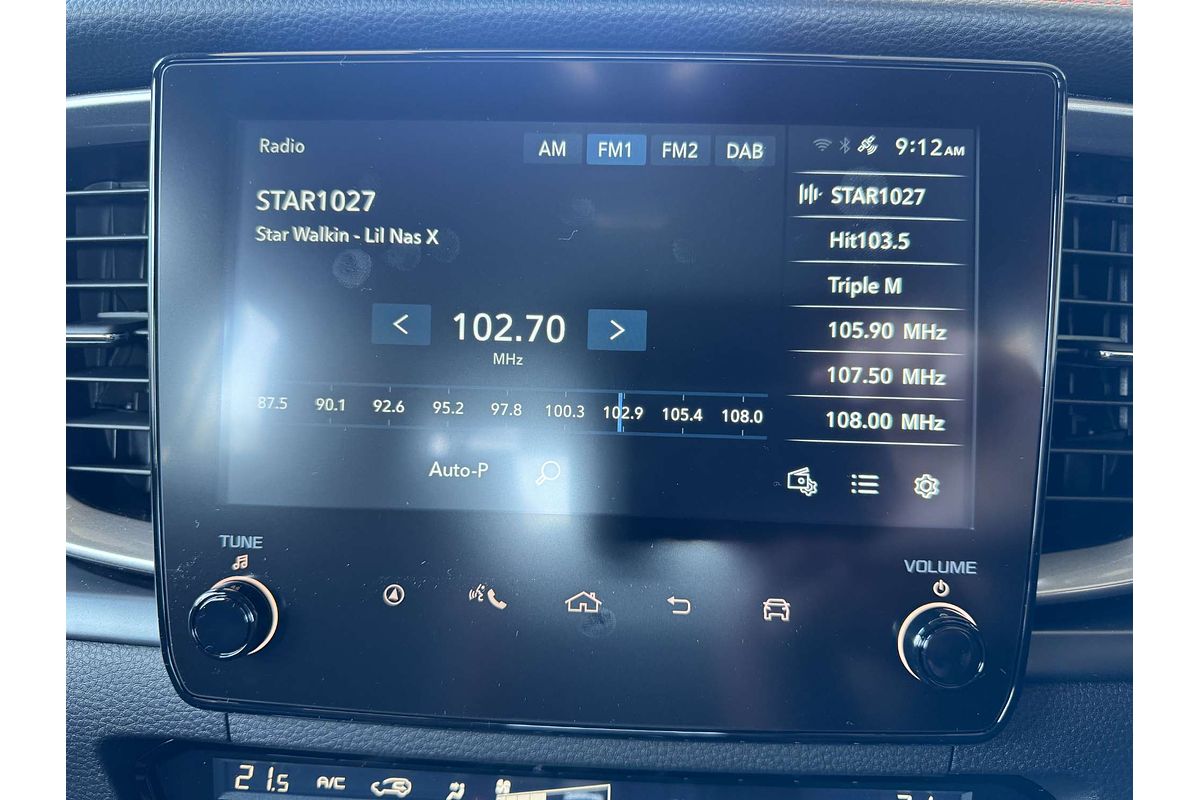 Radio
AM FM1 FM2 DAB
9:12 AM
STAR1027
Star Walkin - Lil Nas X
< 102.70 >
MHz
87.5 90.1 92.6 95.2 97.8 100.3 102.9 105.4 108.0
Auto-P
STAR1027
Hit103.5
Triple M
105.90 MHz
107.50 MHz
108.00 MHz
TUNE
VOLUME
21.5 A/C